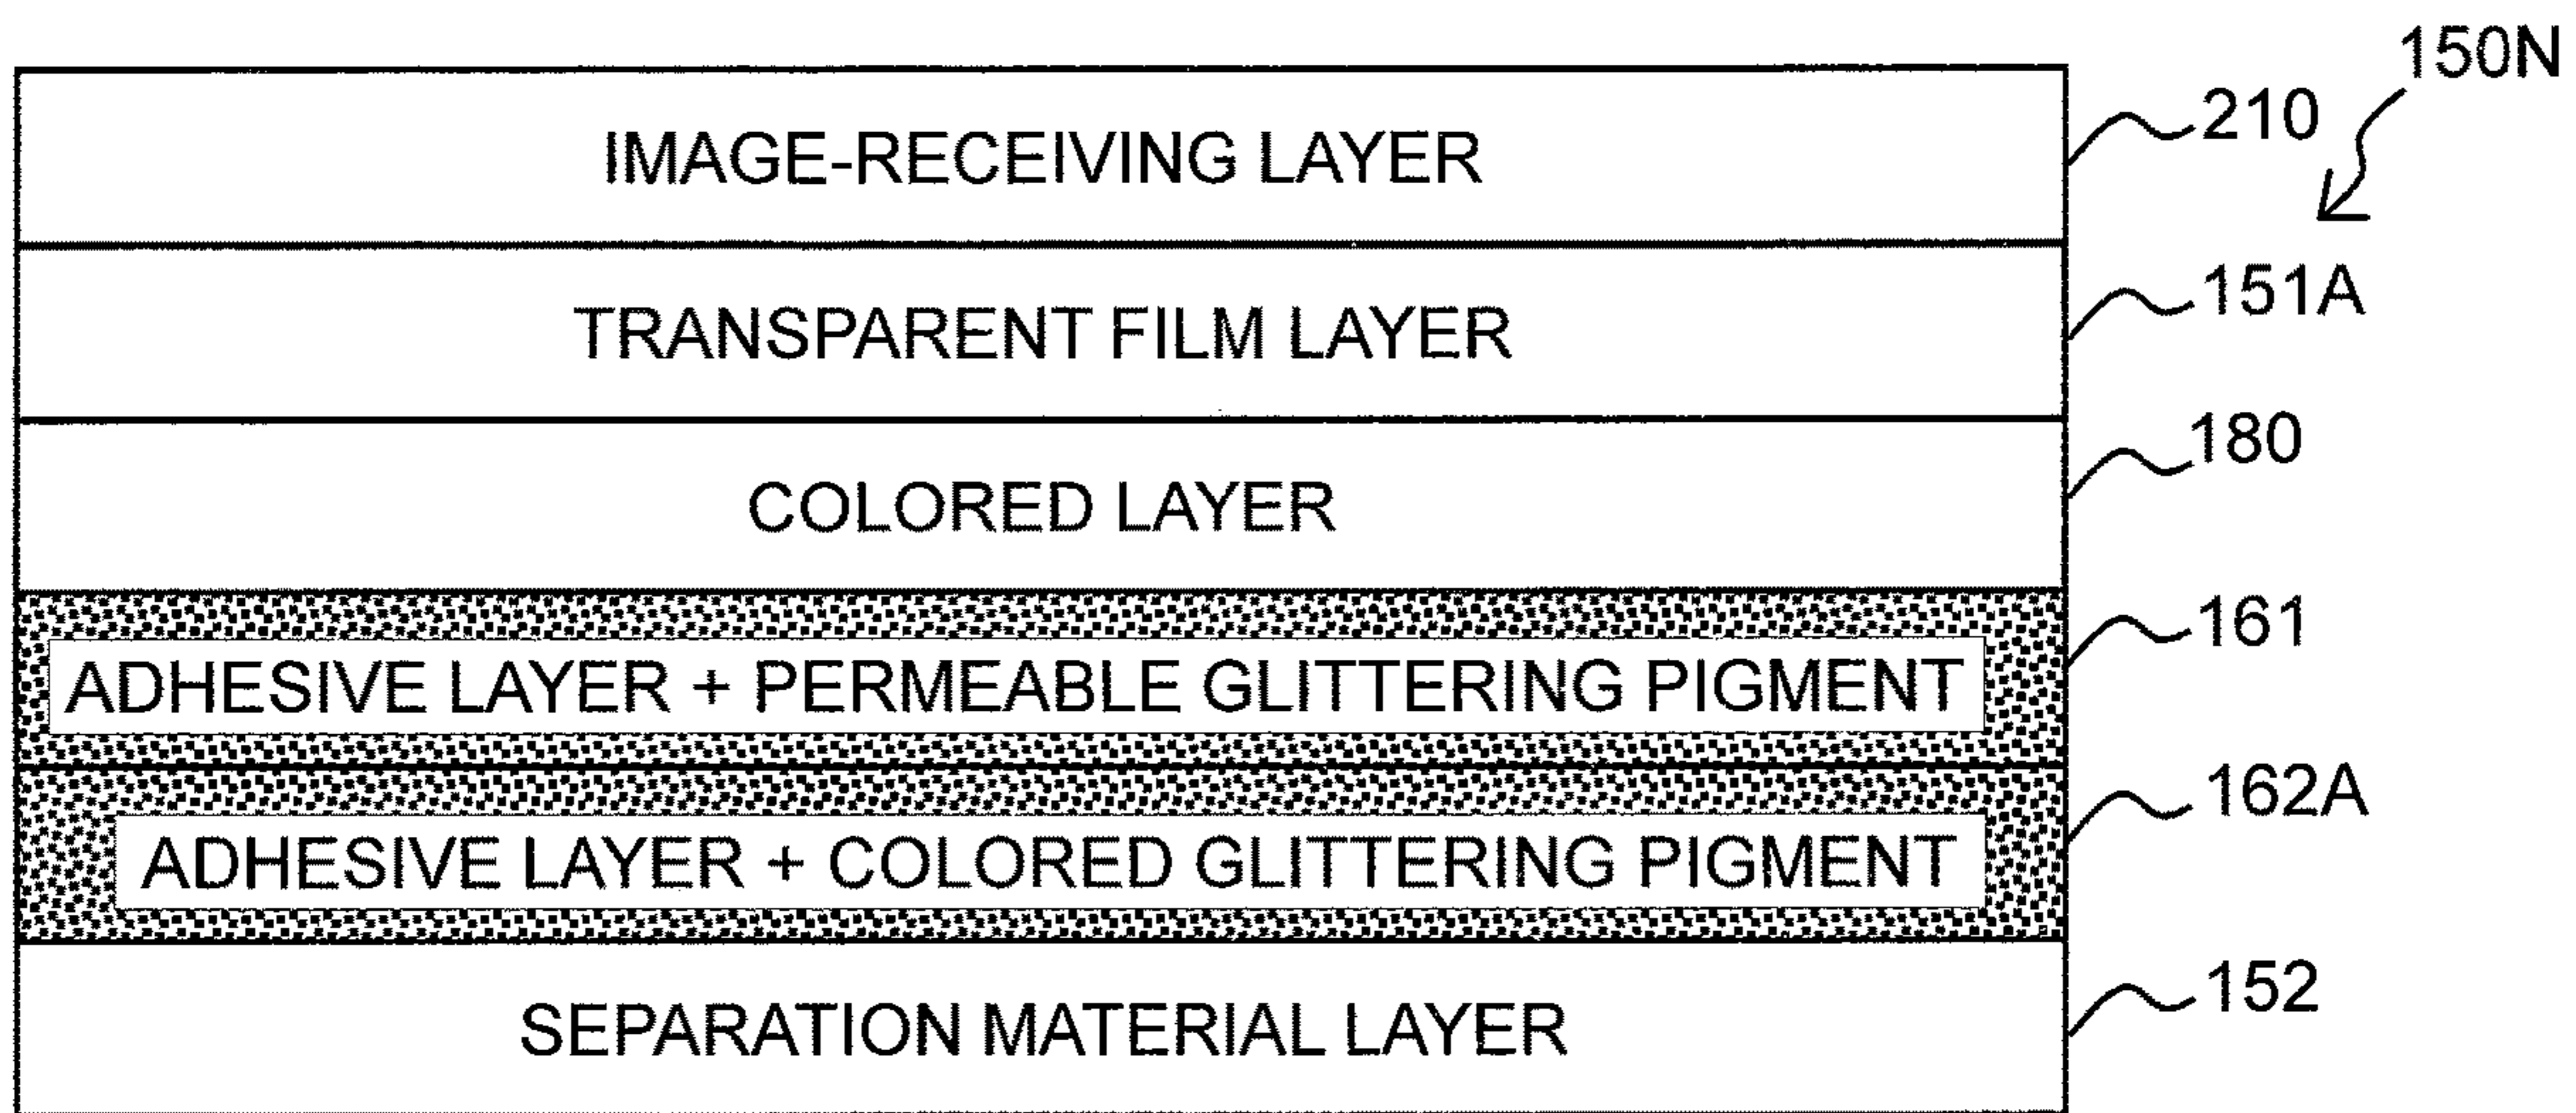 150N
IMAGE-RECEIVING LAYER 210
TRANSPARENT FILM LAYER 151A
COLORED LAYER 180
ADHESIVE LAYER + PERMEABLE GLITTERING PIGMENT 161
ADHESIVE LAYER + COLORED GLITTERING PIGMENT 162A
SEPARATION MATERIAL LAYER 152